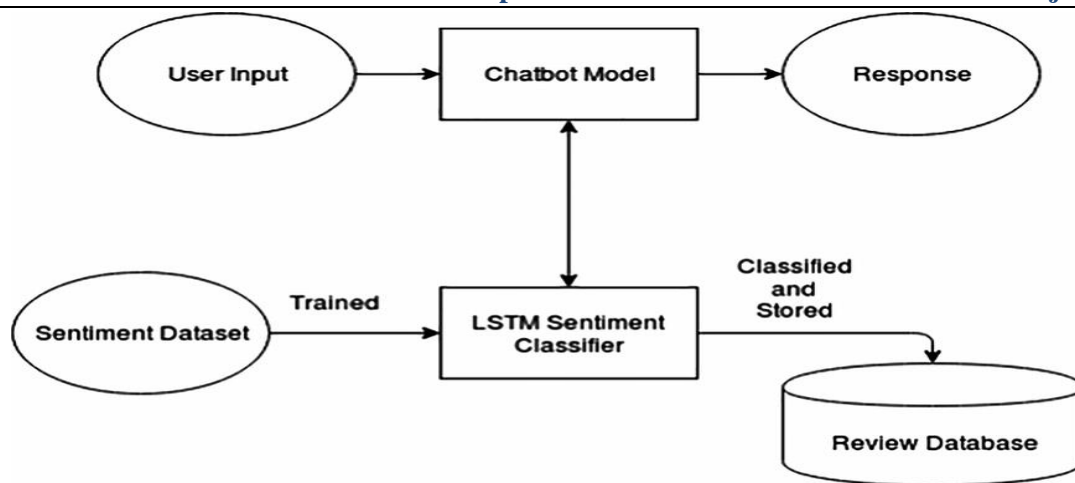 User Input
Chatbot Model
Response
Classified
and
Stored
Trained
Sentiment Dataset
LSTM Sentiment
Classifier
Review Database